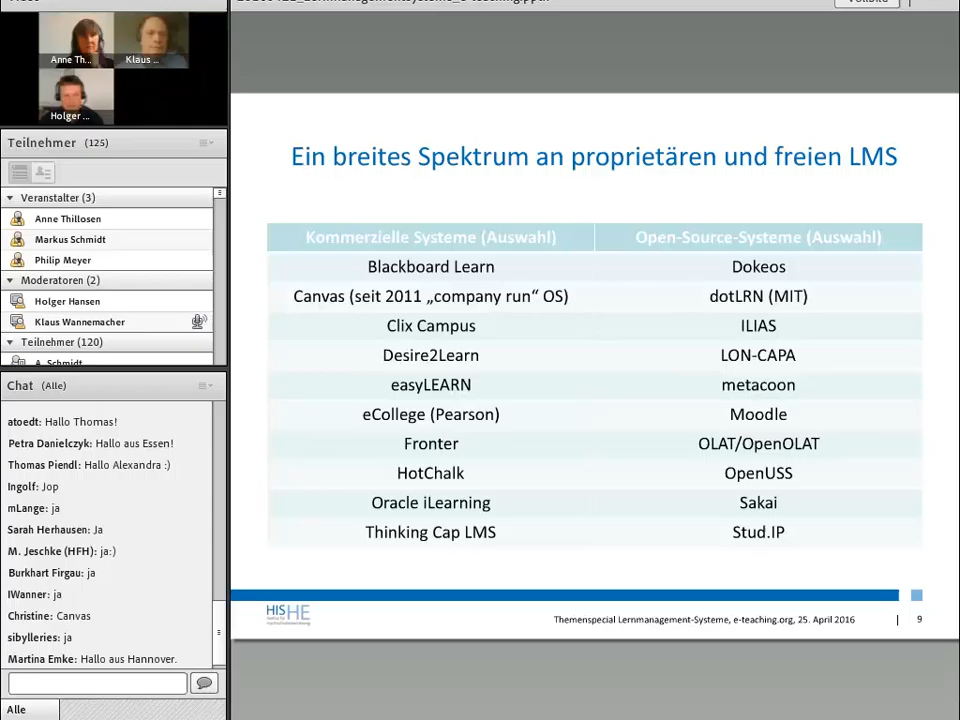 Anne Th...
Klaus ...
Holger ...
Teilnehmer (125)
Veranstalter (3)
Anne Thillosen
Markus Schmidt
Philip Meyer
Moderatoren (2)
Holger Hansen
Klaus Wannemacher
Teilnehmer (120)
A. Schmidt
Chat (Alle)
atoedt: Hallo Thomas!
Petra Danielczyk: Hallo aus Essen!
Thomas Piendl: Hallo Alexandra :)
Ingolf: Jop
mLange: ja
Sarah Herhausen: Ja
M. Jeschke (HFH): ja:)
Burkhart Firgau: ja
IWanner: ja
Christine: Canvas
sibylleries: ja
Martina Emke: Hallo aus Hannover.
Alle
Vollbild
Ein breites Spektrum an proprietären und freien LMS
Kommerzielle Systeme (Auswahl) Open-Source-Systeme (Auswahl)
Blackboard Learn Dokeos
Canvas (seit 2011 „company run“ OS) dotLRN (MIT)
Clix Campus ILIAS
Desire2Learn LON-CAPA
easyLEARN metacoon
eCollege (Pearson) Moodle
Fronter OLAT/OpenOLAT
HotChalk OpenUSS
Oracle iLearning Sakai
Thinking Cap LMS Stud.IP
HIS HE
Themenspecial Lernmanagement-Systeme, e-teaching.org, 25. April 2016 | 9